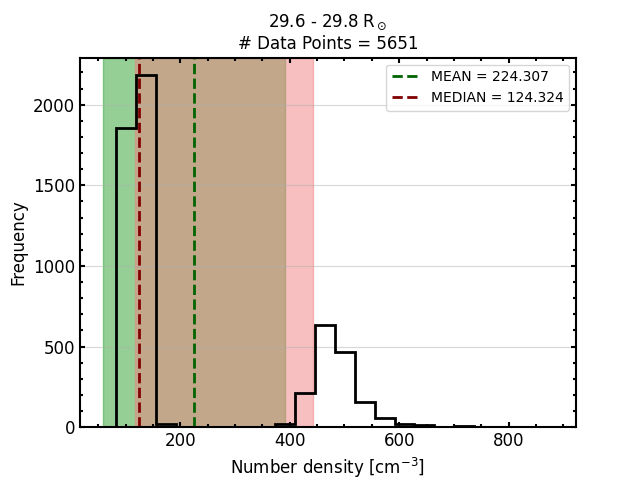 29.6 - 29.8 R⊙
# Data Points = 5651
MEAN = 224.307
MEDIAN = 124.324
Frequency
2000
1500
1000
500
0
200 400 600 800
Number density [cm⁻³]